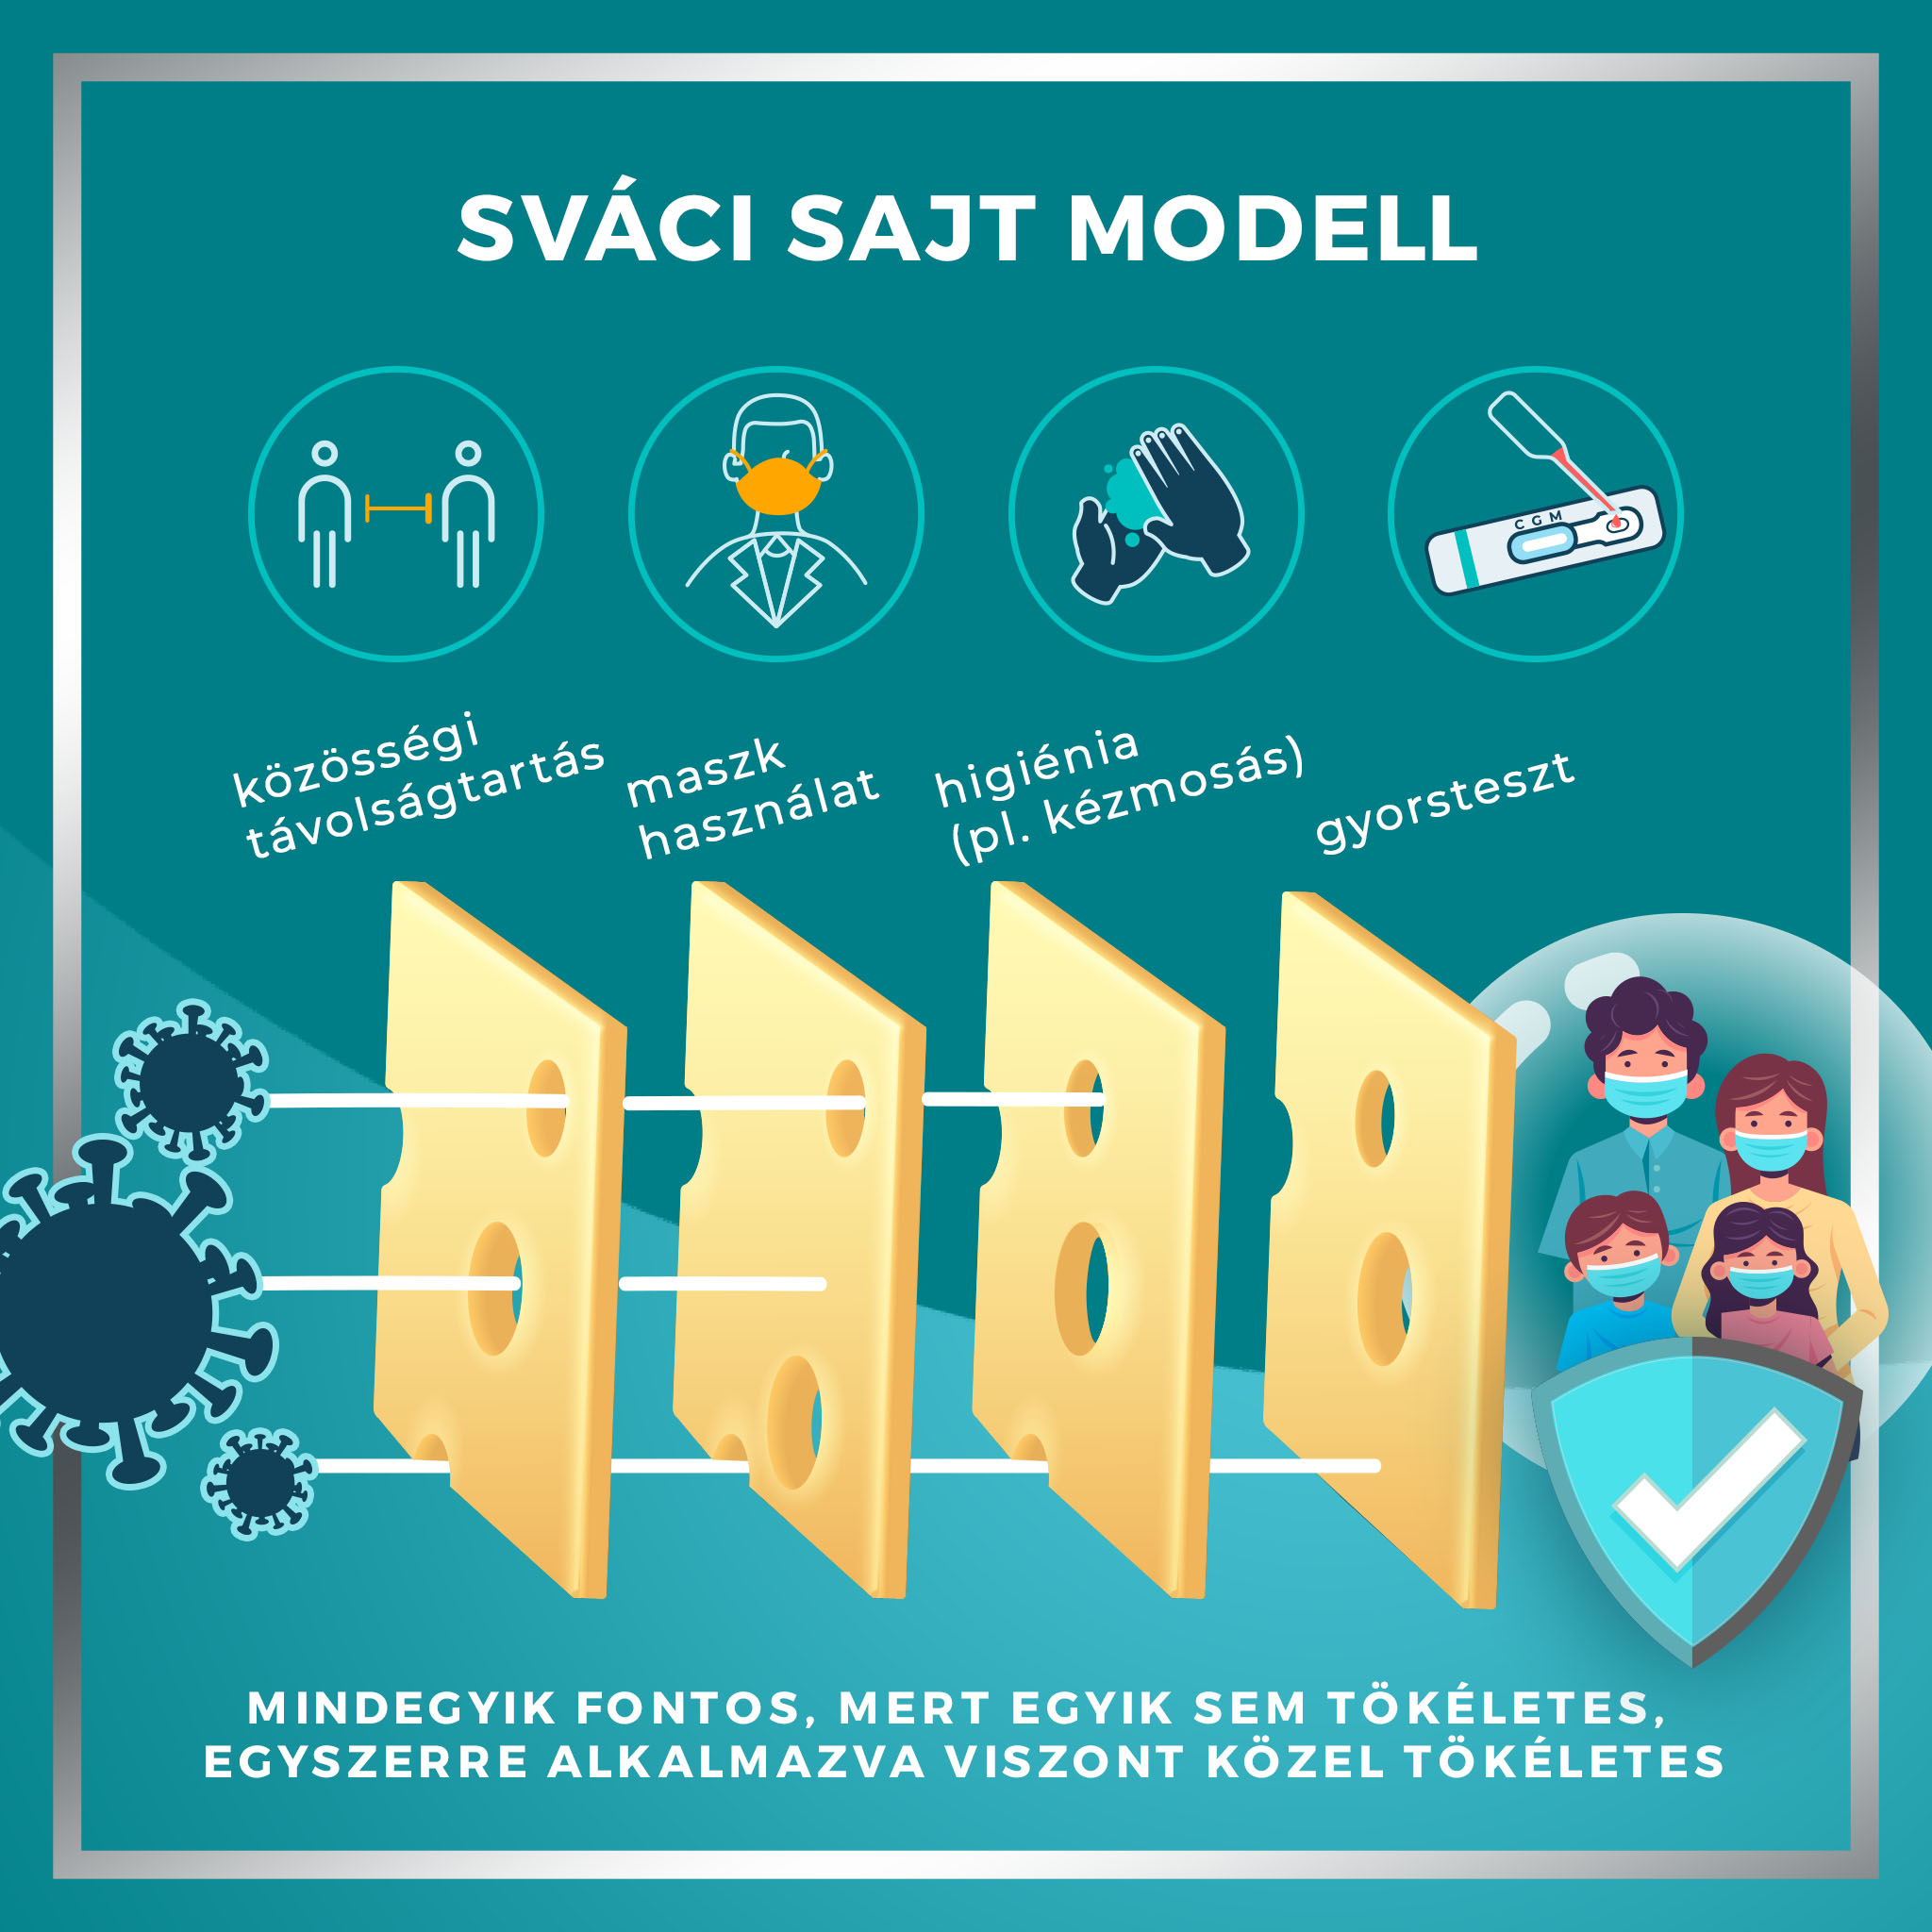 SVÁCI SAJT MODELL
C G M
közösségi
távolságtartás
maszk
használat
higiénia
(pl. kézmosás)
gyorsteszt
MINDEGYIK FONTOS, MERT EGYIK SEM TÖKÉLETES,
EGYSZERRE ALKALMAZVA VISZONT KÖZEL TÖKÉLETES